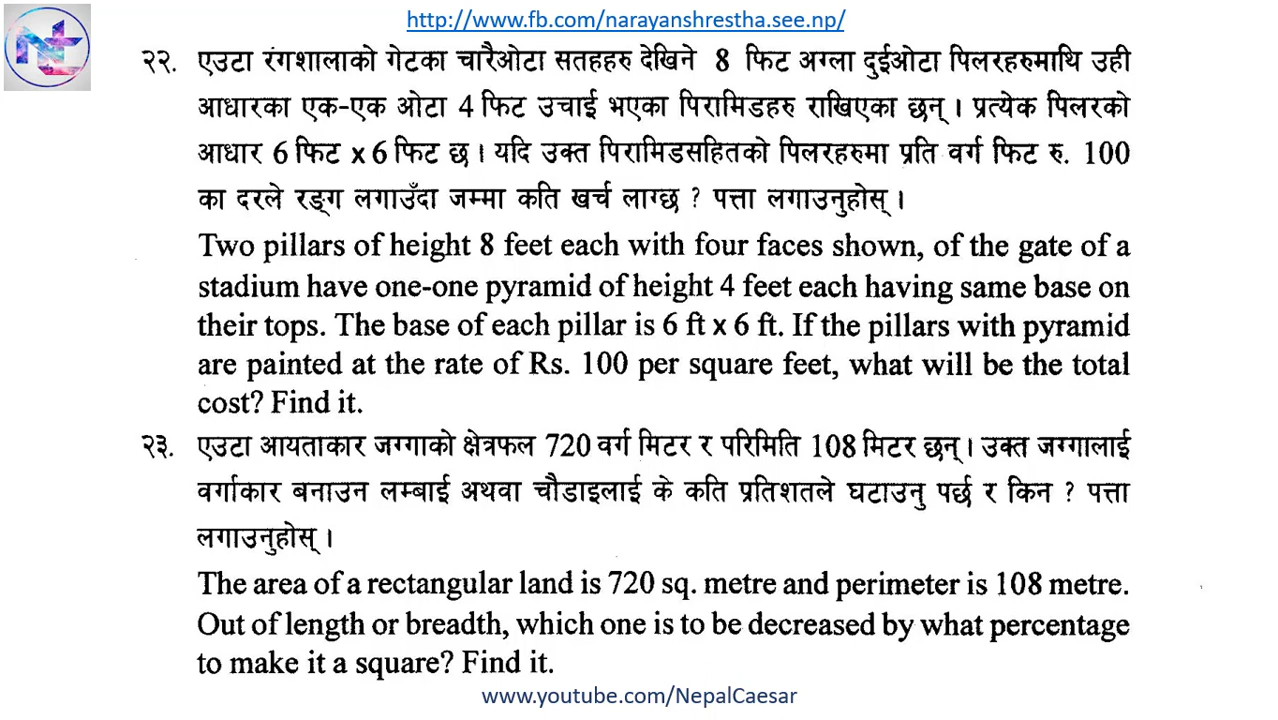 http://www.fb.com/narayanshrestha.see.np/
२२. एउटा रंगशालाको गेटका चारैओटा सतहहरु देखिने 8 फिट अग्ला दुईओटा पिलरहरुमाथि उही
आधारका एक-एक ओटा 4 फिट उचाई भएका पिरामिडहरु राखिएका छन् । प्रत्येक पिलरको
आधार 6 फिट x 6 फिट छ । यदि उक्त पिरामिडसहितको पिलरहरुमा प्रति वर्ग फिट रु. 100
का दरले रङ्ग लगाउँदा जम्मा कति खर्च लाग्छ ? पत्ता लगाउनुहोस् ।
Two pillars of height 8 feet each with four faces shown, of the gate of a
stadium have one-one pyramid of height 4 feet each having same base on
their tops. The base of each pillar is 6 ft x 6 ft. If the pillars with pyramid
are painted at the rate of Rs. 100 per square feet, what will be the total
cost? Find it.
२३. एउटा आयताकार जग्गाको क्षेत्रफल 720 वर्ग मिटर र परिमिति 108 मिटर छन्। उक्त जग्गालाई
वर्गाकार बनाउन लम्बाई अथवा चौडाइलाई के कति प्रतिशतले घटाउनु पर्छ र किन ? पत्ता
लगाउनुहोस् ।
The area of a rectangular land is 720 sq. metre and perimeter is 108 metre.
Out of length or breadth, which one is to be decreased by what percentage
to make it a square? Find it.
www.youtube.com/NepalCaesar